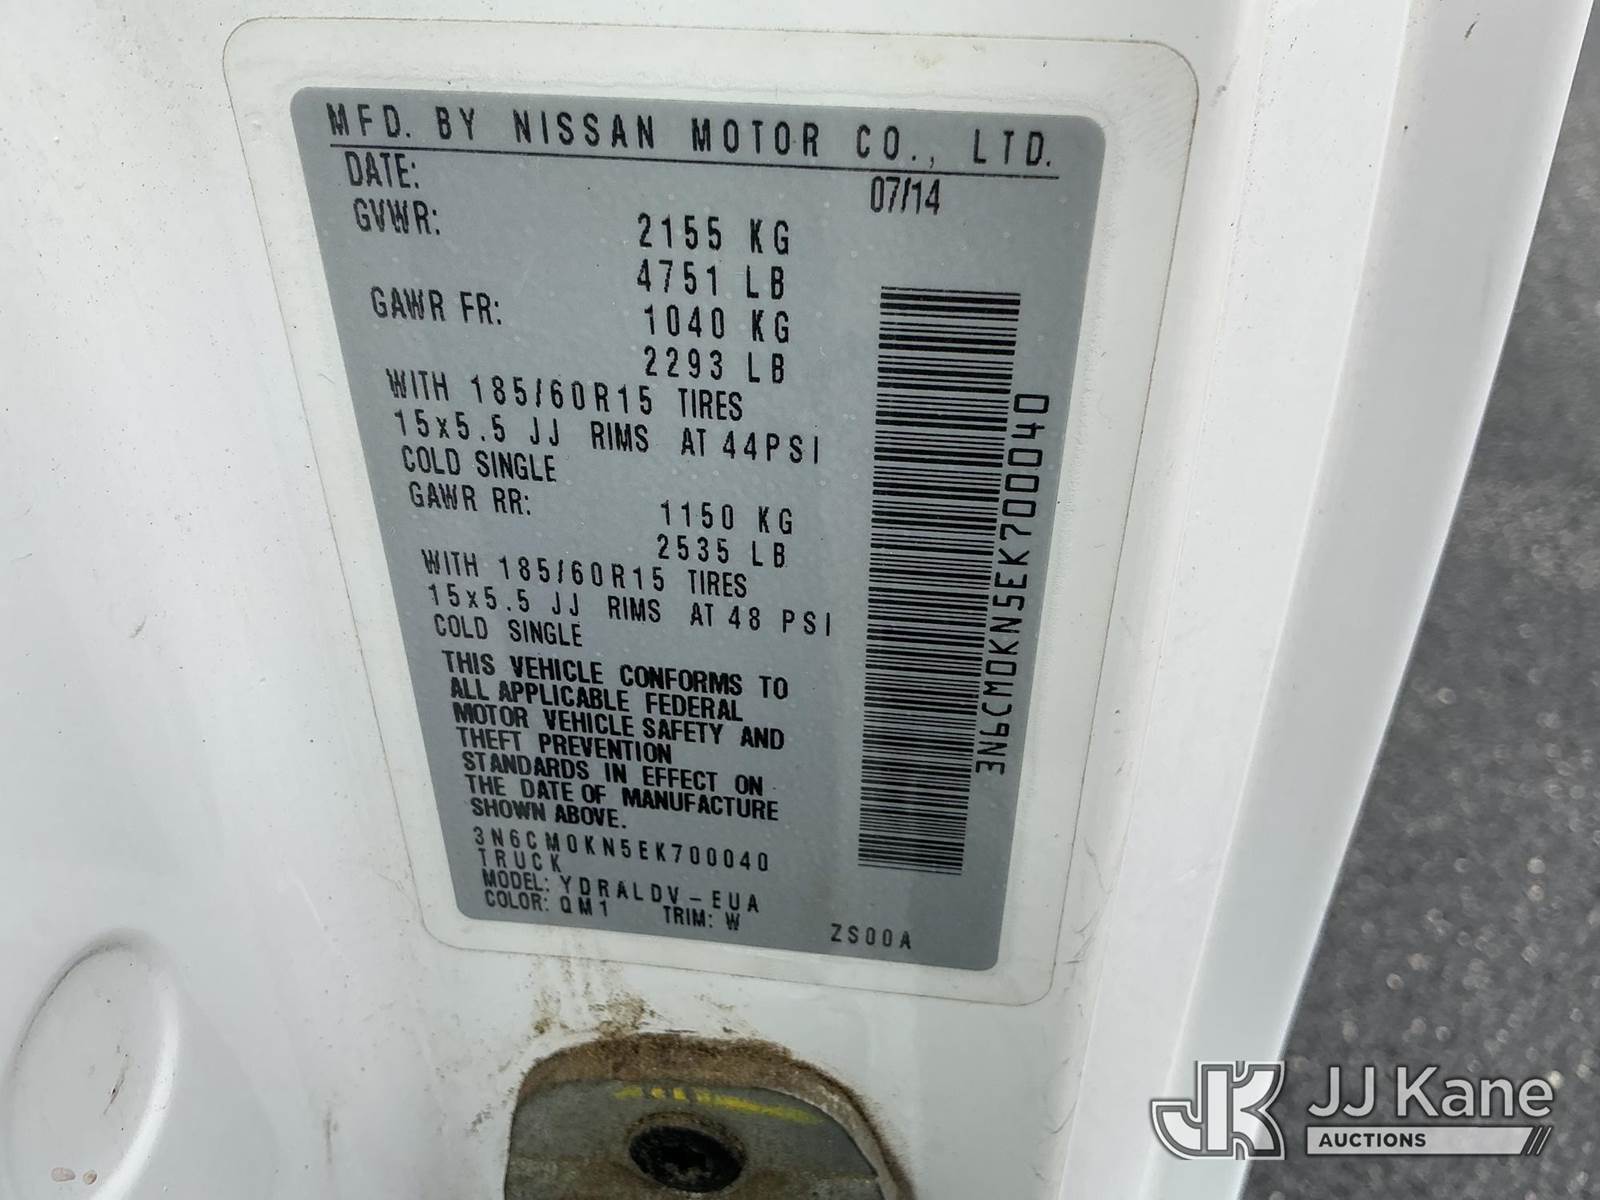 MFD. BY NISSAN MOTOR CO., LTD.
DATE: 07/14
GVWR: 2155 KG
4751 LB
GAWR FR: 1040 KG
2293 LB
WITH 185/60R15 TIRES
15x5.5 JJ RIMS AT 44PSI
COLD SINGLE
GAWR RR: 1150 KG
2535 LB
WITH 185/60R15 TIRES
15x5.5 JJ RIMS AT 48 PSI
COLD SINGLE
THIS VEHICLE CONFORMS TO
ALL APPLICABLE FEDERAL
MOTOR VEHICLE SAFETY AND
THEFT PREVENTION
STANDARDS IN EFFECT ON
THE DATE OF MANUFACTURE
SHOWN ABOVE.
3N6CM0KN5EK700040
TRUCK
MODEL: YDRALDV-EUA
COLOR: QM1 TRIM: W ZS00A
3N6CM0KN5EK700040
JK JJ Kane
AUCTIONS